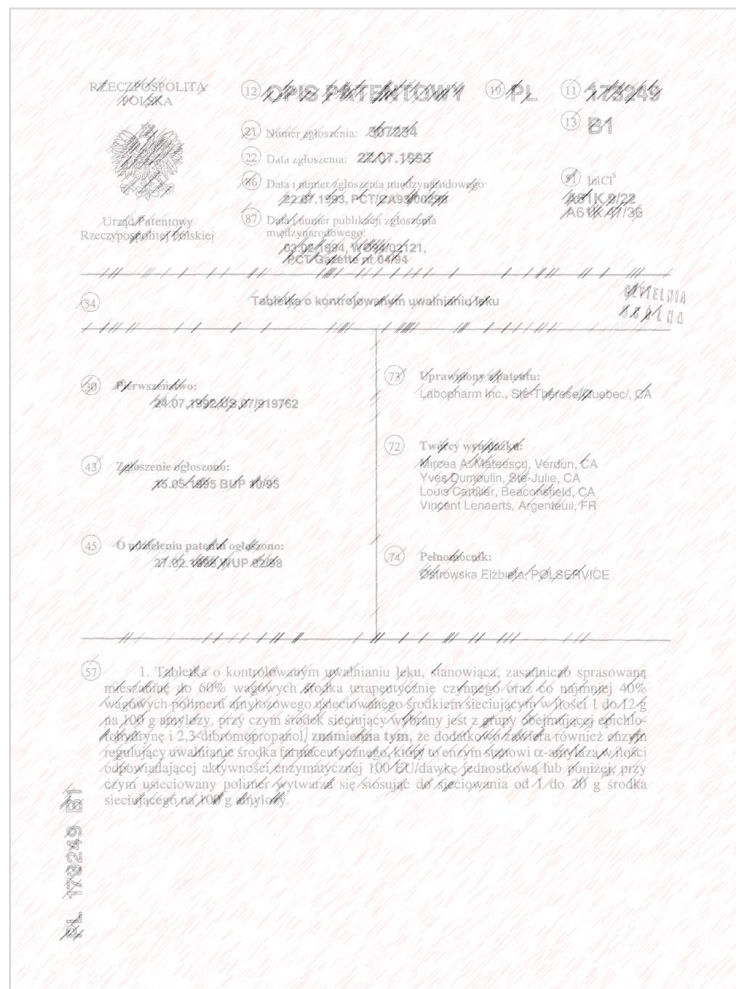 RZECZPOSPOLITA
POLSKA
Urząd Patentowy
Rzeczypospolitej Polskiej
(12) OPIS PATENTOWY (19) PL (11) 173249
(13) B1
(21) Numer zgłoszenia: 307234
(22) Data zgłoszenia: 22.07.1993
(86) Data i numer zgłoszenia międzynarodowego:
22.07.1993, PCT/CA93/00298
(87) Data i numer publikacji zgłoszenia
międzynarodowego:
03.02.1994, WO94/02121,
PCT Gazette nr 04/94
(51) IntCl⁶
A61K 9/22
A61K 47/36
(54) Tabletka o kontrolowanym uwalnianiu leku
CZYTELNIA
OGÓLNA
(30) Pierwszeństwo:
24.07.1992,US,07/919762
(43) Zgłoszenie ogłoszono:
15.05.1995 BUP 10/95
(45) O udzieleniu patentu ogłoszono:
27.02.1998 WUP 02/98
(73) Uprawniony z patentu:
Labopharm Inc., Ste-Thérèse/Quebec/, CA
(72) Twórcy wynalazku:
Mircea A. Mateescu, Verdun, CA
Yves Dumoulin, Ste-Julie, CA
Louis Cartilier, Beaconsfield, CA
Vincent Lenaerts, Argenteuil, FR
(74) Pełnomocnik:
Ostrowska Elżbieta, POLSERVICE
(57) 1. Tabletka o kontrolowanym uwalnianiu leku, stanowiąca, zasadniczo sprasowaną
mieszaninę do 60% wagowych środka terapeutycznie czynnego oraz co najmniej 40%
wagowych polimeru amylozowego usieciowanego środkiem sieciującym w ilości 1 do 12 g
na 100 g amylozy, przy czym środek sieciujący wybrany jest z grupy obejmującej epichlo-
rohydrynę i 2,3-dibromopropanol, znamienna tym, że dodatkowo zawiera również enzym
regulujący uwalnianie środka farmaceutycznego, który to enzym stanowi α-amylaza w ilości
odpowiadającej aktywności enzymatycznej 100 EU/dawkę jednostkową lub poniżej, przy
czym usieciowany polimer wytwarza się stosując do sieciowania od 1 do 20 g środka
sieciującego na 100 g amylozy.
PL 173249 B1